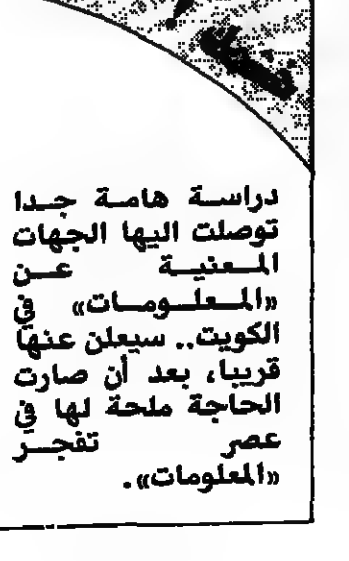 دراسة هامة جدا
توصلت اليها الجهات
المعنية عن
«المعلومات» في
الكويت.. سيعلن عنها
قريبا، بعد أن صارت
الحاجة ملحة لها في
عصر تفجر
«المعلومات».